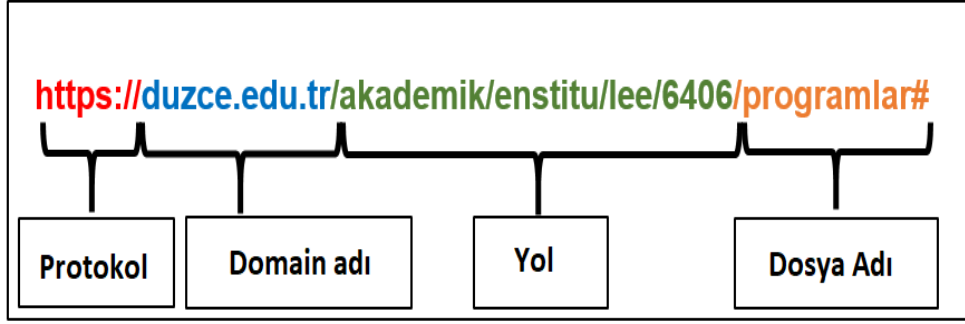 https://duzce.edu.tr/akademik/enstitu/lee/6406/programlar#
Protokol
Domain adı
Yol
Dosya Adı